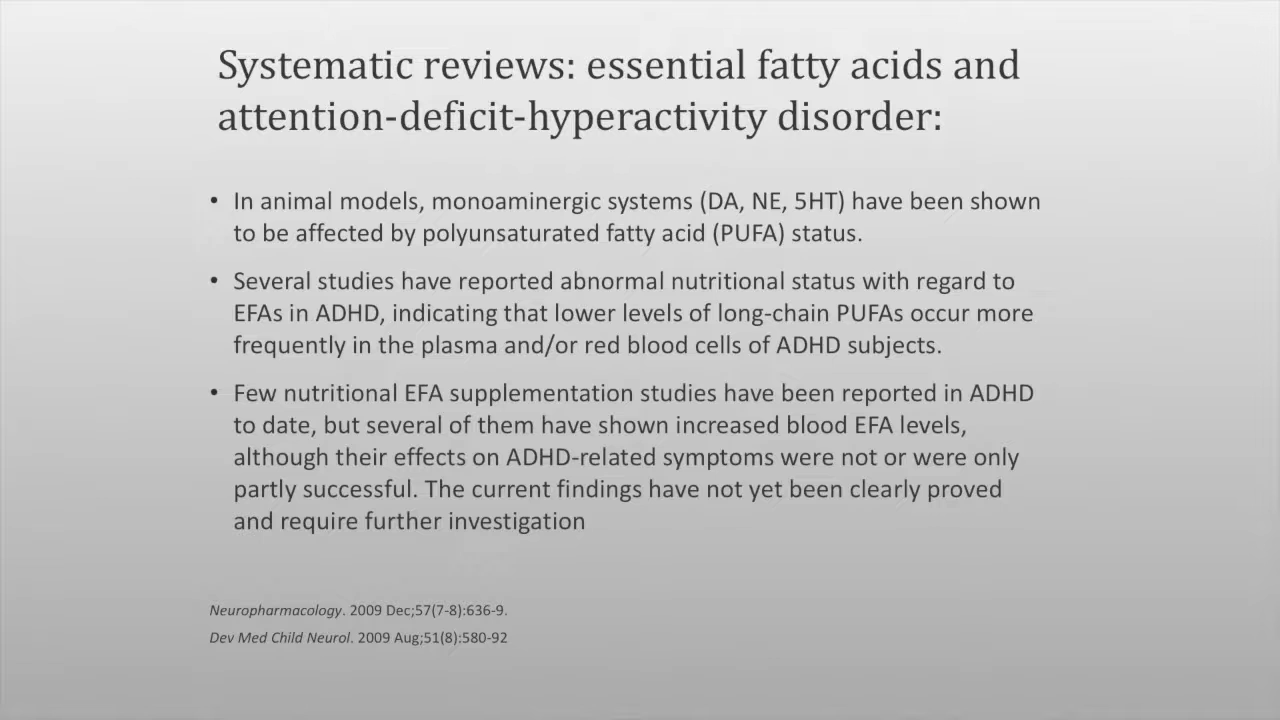 Systematic reviews: essential fatty acids and
attention-deficit-hyperactivity disorder:
• In animal models, monoaminergic systems (DA, NE, 5HT) have been shown
to be affected by polyunsaturated fatty acid (PUFA) status.
• Several studies have reported abnormal nutritional status with regard to
EFAs in ADHD, indicating that lower levels of long-chain PUFAs occur more
frequently in the plasma and/or red blood cells of ADHD subjects.
• Few nutritional EFA supplementation studies have been reported in ADHD
to date, but several of them have shown increased blood EFA levels,
although their effects on ADHD-related symptoms were not or were only
partly successful. The current findings have not yet been clearly proved
and require further investigation
Neuropharmacology. 2009 Dec;57(7-8):636-9.
Dev Med Child Neurol. 2009 Aug;51(8):580-92